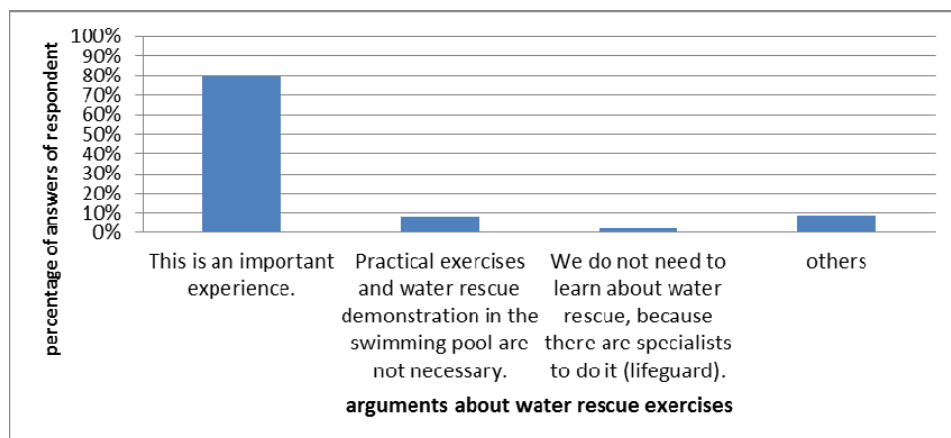 percentage of answers of respondent
100%
90%
80%
70%
60%
50%
40%
30%
20%
10%
0%
This is an important
experience.
Practical exercises
and water rescue
demonstration in the
swimming pool are
not necessary.
We do not need to
learn about water
rescue, because
there are specialists
to do it (lifeguard).
others
arguments about water rescue exercises